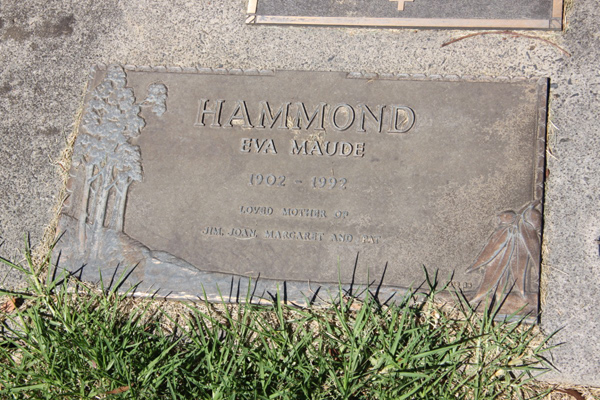 HAMMOND
EVA MAUDE
1902 - 1992
LOVED MOTHER OF
JIM, JOAN, MARGARET AND PAT